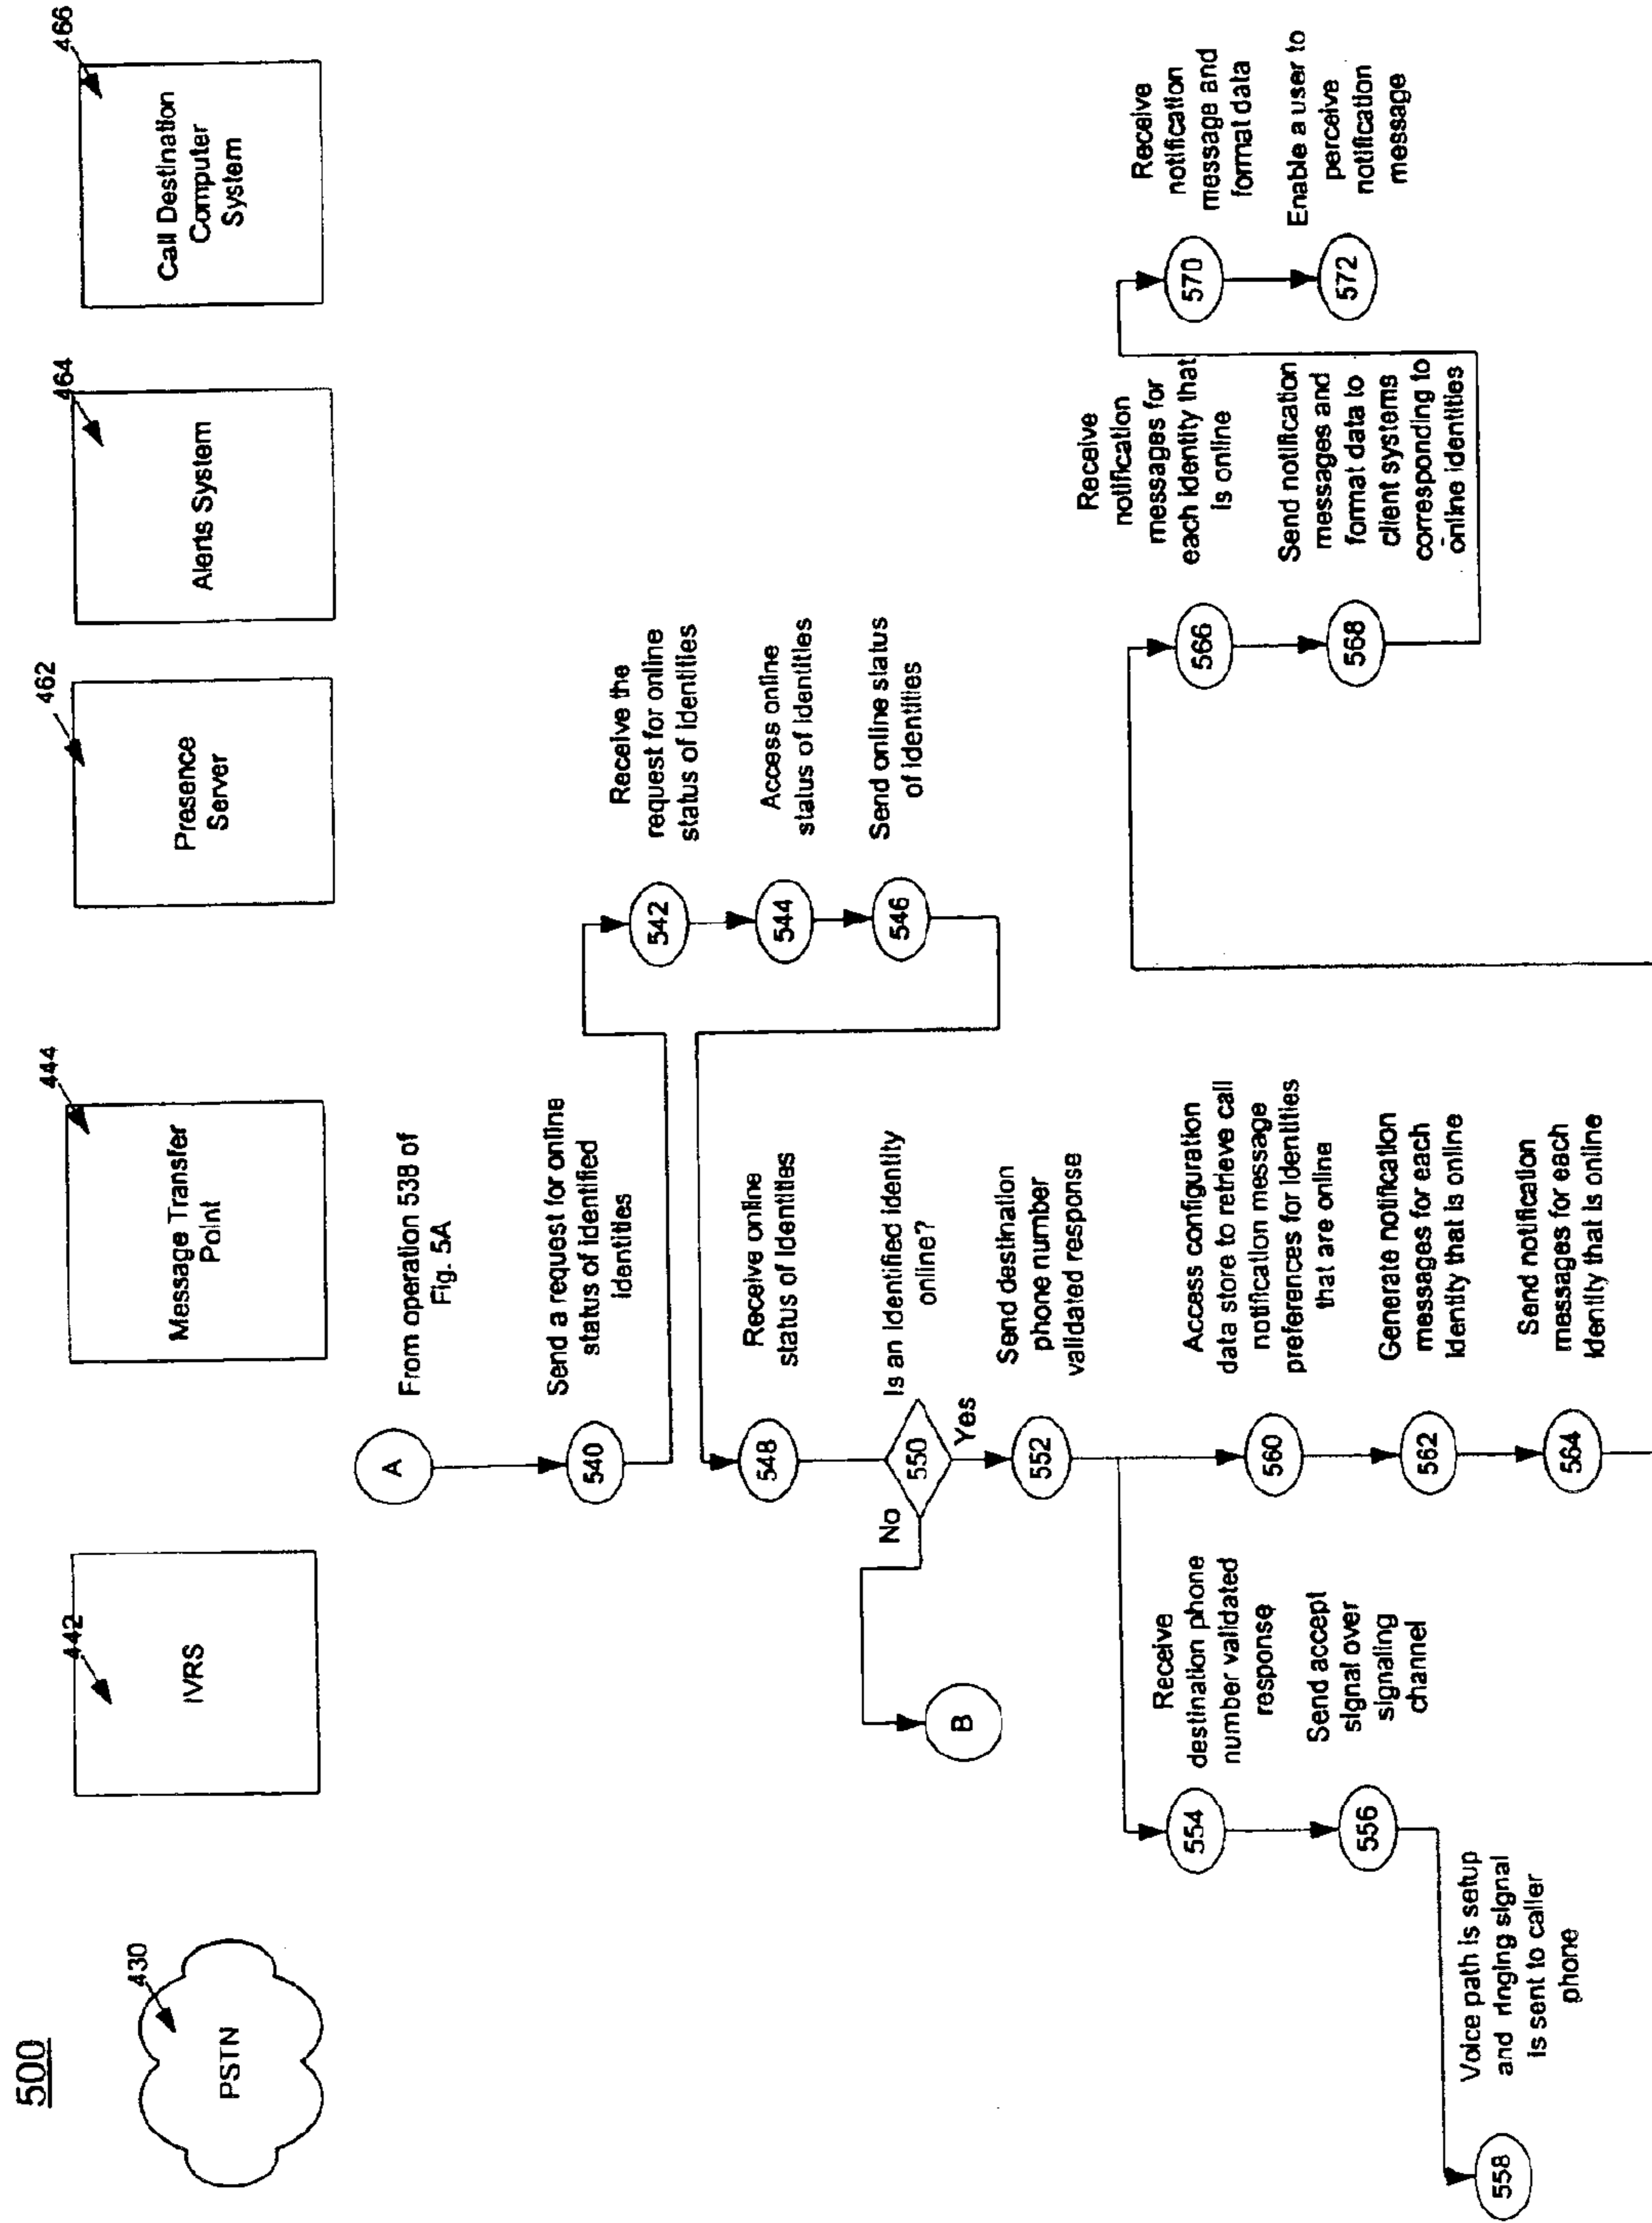 500
430
PSTN
442
IVRS
444
Message Transfer
Point
462
Presence
Server
464
Alerts System
466
Call Destination
Computer
System
A
From operation 538 of
Fig. 5A
540
Send a request for online
status of identified
identities
542
Receive the
request for online
status of identities
544
Access online
status of identities
546
Send online status
of identities
548
Receive online
status of identities
550
Is an identified identity
online?
No
Yes
B
552
Send destination
phone number
validated response
554
Receive
destination phone
number validated
response
556
Send accept
signal over
signaling
channel
558
Voice path is setup
and ringing signal
is sent to caller
phone
560
Access configuration
data store to retrieve call
notification message
preferences for identities
that are online
562
Generate notification
messages for each
identity that is online
564
Send notification
messages for each
identity that is online
566
Receive
notification
messages for
each identity that
is online
568
Send notification
messages and
format data to
client systems
corresponding to
online identities
570
Receive
notification
message and
format data
572
Enable a user to
perceive
notification
message